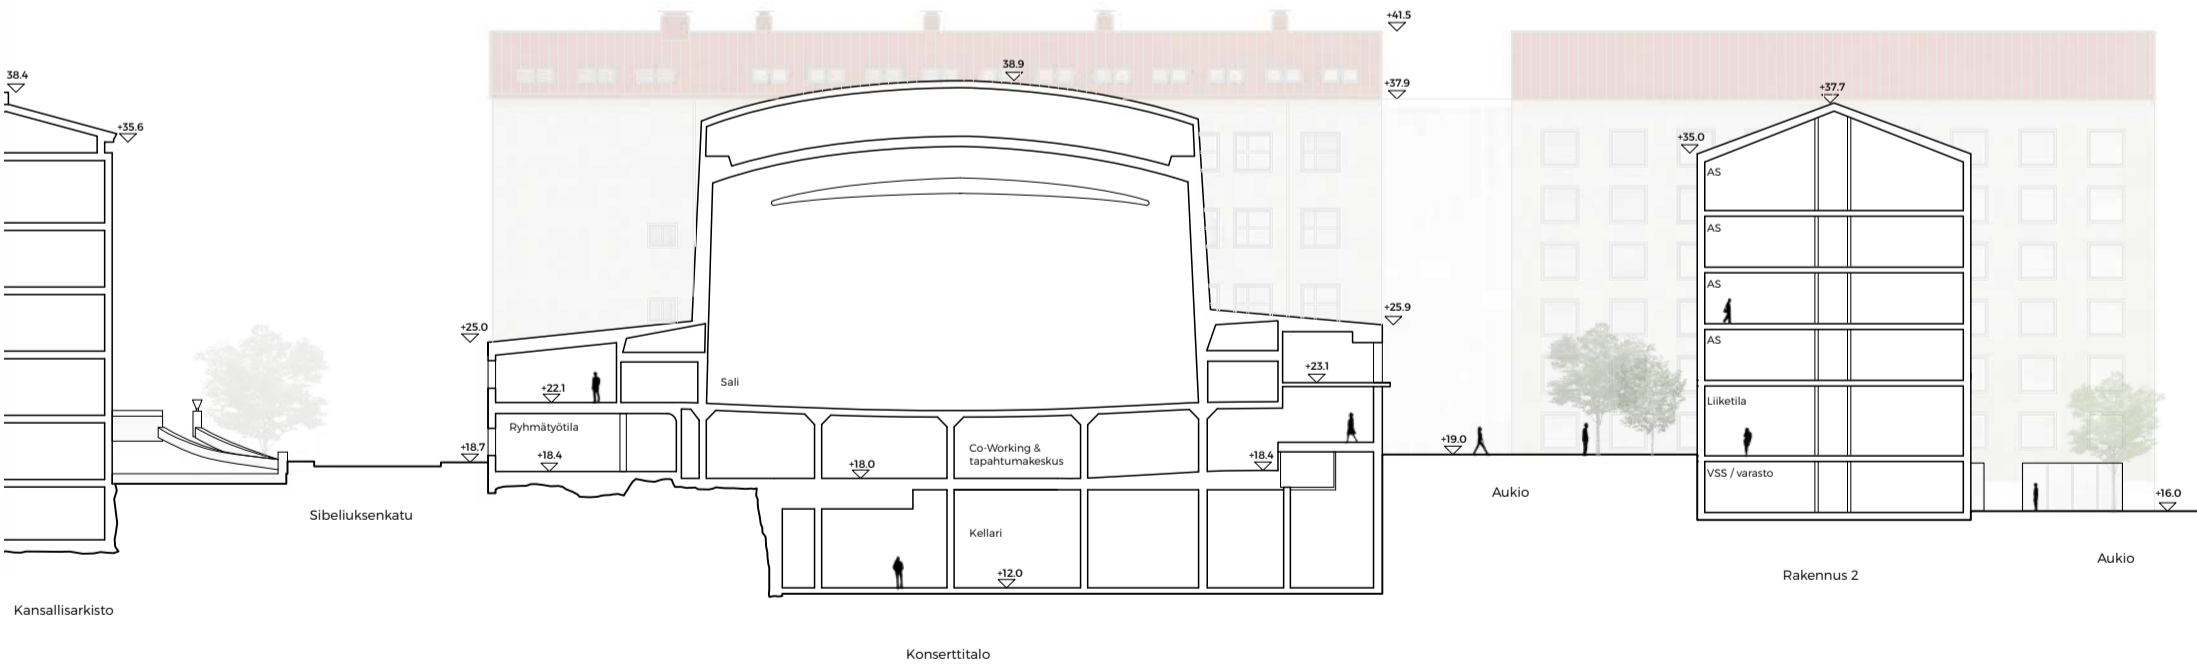 +41.5
38.9
38.4
+37.9
+37.7
+35.6
+35.0
AS
AS
AS
AS
+25.0
+25.9
+23.1
Sali
+22.1
Liiketila
Ryhmätyötila
+18.7
+18.4
+18.0
Co-Working &
tapahtumakeskus
+18.4
+19.0
VSS / varasto
+16.0
Aukio
Sibeliuksenkatu
Kellari
+12.0
Aukio
Rakennus 2
Kansallisarkisto
Konserttitalo